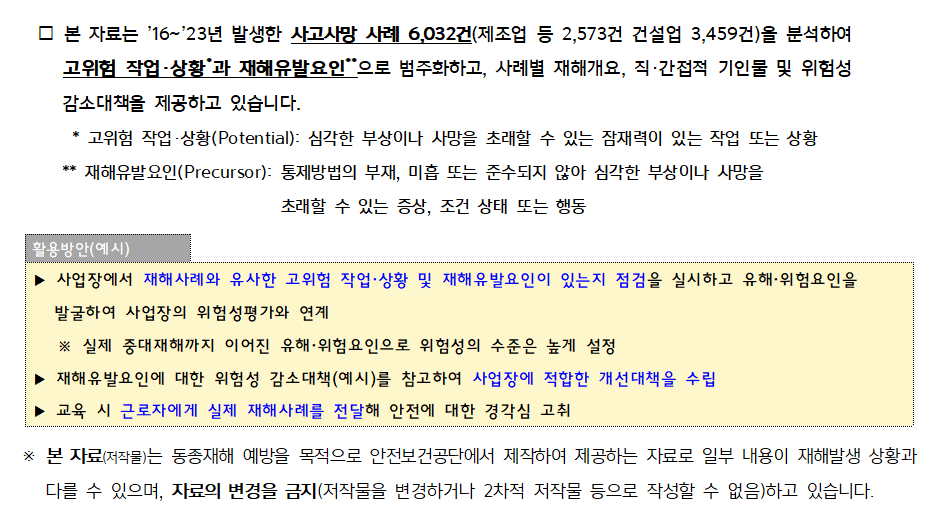 □ 본 자료는 '16~'23년 발생한 사고사망 사례 6,032건(제조업 등 2,573건 건설업 3,459건)을 분석하여
고위험 작업·상황*과 재해유발요인**으로 범주화하고, 사례별 재해개요, 직·간접적 기인물 및 위험성
감소대책을 제공하고 있습니다.
* 고위험 작업·상황(Potential): 심각한 부상이나 사망을 초래할 수 있는 잠재력이 있는 작업 또는 상황
** 재해유발요인(Precursor): 통제방법의 부재, 미흡 또는 준수되지 않아 심각한 부상이나 사망을
초래할 수 있는 증상, 조건 상태 또는 행동
활용방안(예시)
▶ 사업장에서 재해사례와 유사한 고위험 작업·상황 및 재해유발요인이 있는지 점검을 실시하고 유해·위험요인을
발굴하여 사업장의 위험성평가와 연계
※ 실제 중대재해까지 이어진 유해·위험요인으로 위험성의 수준은 높게 설정
▶ 재해유발요인에 대한 위험성 감소대책(예시)를 참고하여 사업장에 적합한 개선대책을 수립
▶ 교육 시 근로자에게 실제 재해사례를 전달해 안전에 대한 경각심 고취
※ 본 자료(저작물)는 동종재해 예방을 목적으로 안전보건공단에서 제작하여 제공하는 자료로 일부 내용이 재해발생 상황과
다를 수 있으며, 자료의 변경을 금지(저작물을 변경하거나 2차적 저작물 등으로 작성할 수 없음)하고 있습니다.